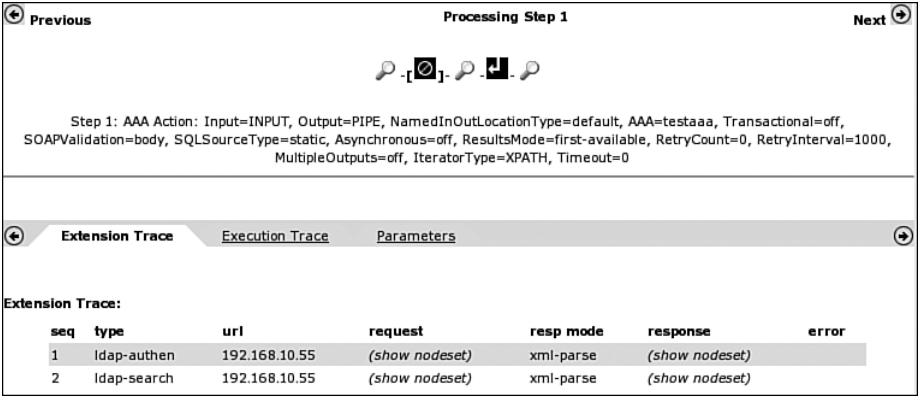 Previous
Processing Step 1
Next
-[ ]- - -
Step 1: AAA Action: Input=INPUT, Output=PIPE, NamedInOutLocationType=default, AAA=testaaa, Transactional=off,
SOAPValidation=body, SQLSourceType=static, Asynchronous=off, ResultsMode=first-available, RetryCount=0, RetryInterval=1000,
MultipleOutputs=off, IteratorType=XPATH, Timeout=0
Extension Trace Execution Trace Parameters
Extension Trace:
seq type url request resp mode response error
1 ldap-authen 192.168.10.55 (show nodeset) xml-parse (show nodeset)
2 ldap-search 192.168.10.55 (show nodeset) xml-parse (show nodeset)